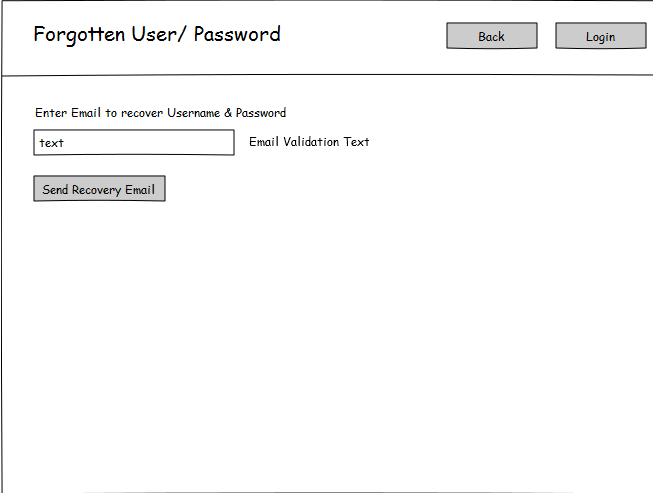 Forgotten User/ Password
Back
Login
Enter Email to recover Username & Password
text
Email Validation Text
Send Recovery Email